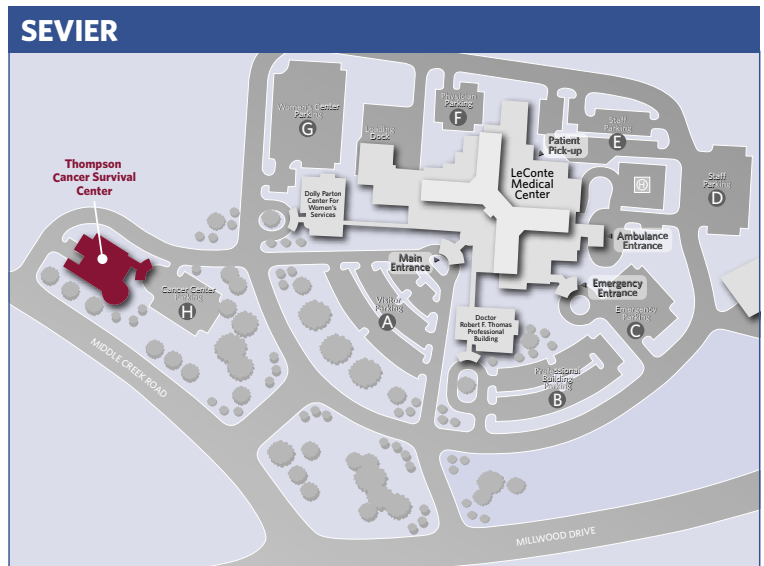 SEVIER
Women's Center
Parking
G
Loading
Dock
Physician
Parking
F
Staff
Parking
E
Patient
Pick-up
LeConte
Medical
Center
H
Staff
Parking
D
Thompson
Cancer Survival
Center
Dolly Parton
Center For
Women's
Services
Ambulance
Entrance
Main
Entrance
Emergency
Entrance
Cancer Center
Parking
H
Visitor
Parking
A
Doctor
Robert F. Thomas
Professional
Building
Emergency
Parking
C
Professional
Building
Parking
B
MIDDLE CREEK ROAD
MILLWOOD DRIVE